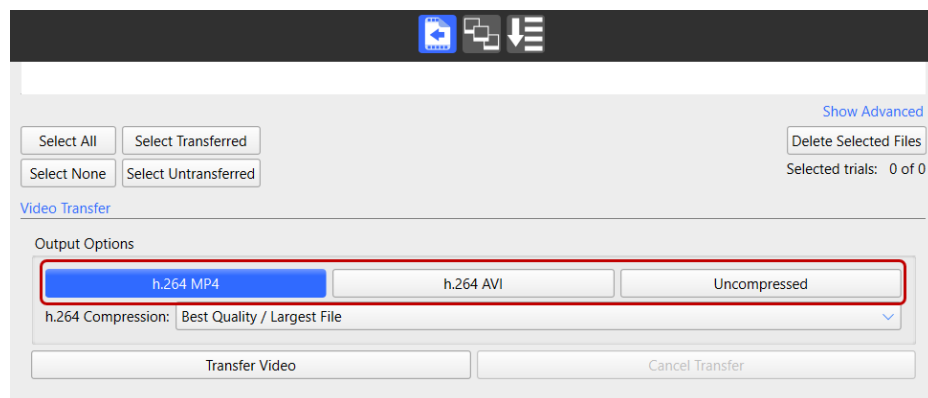 Show Advanced
Select All Select Transferred Delete Selected Files
Select None Select Untransferred Selected trials: 0 of 0
Video Transfer
Output Options
h.264 MP4 h.264 AVI Uncompressed
h.264 Compression: Best Quality / Largest File
Transfer Video Cancel Transfer